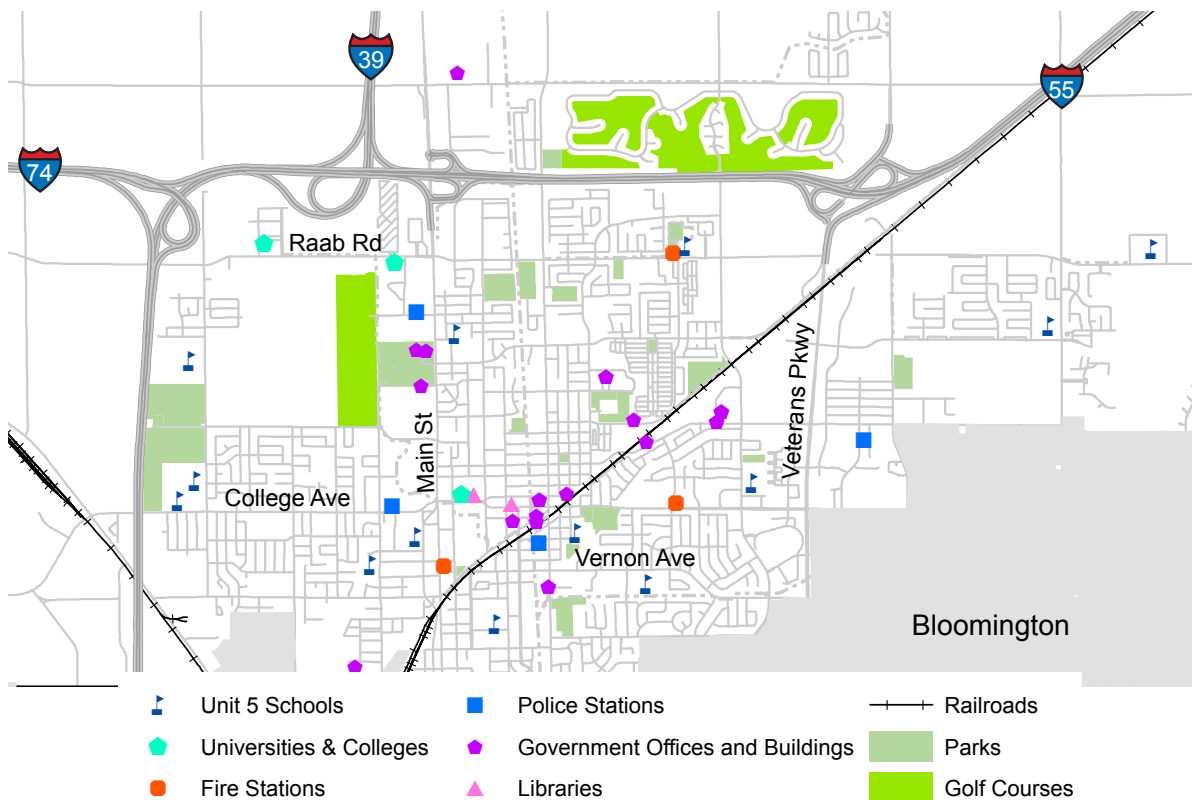 39
55
74
Raab Rd
Main St
Veterans Pkwy
College Ave
Vernon Ave
Bloomington
Unit 5 Schools
Police Stations
Railroads
Universities & Colleges
Government Offices and Buildings
Parks
Fire Stations
Libraries
Golf Courses